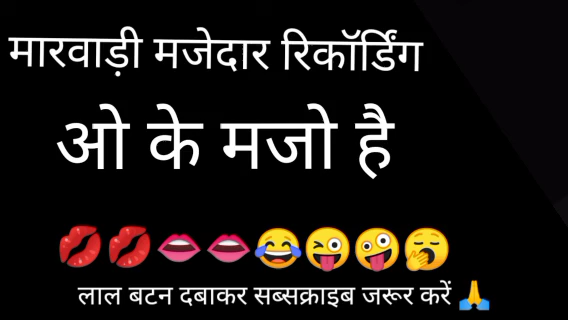 मारवाड़ी मजेदार रिकॉर्डिंग
ओ के मजो है
💋💋👄👄😂😜🤪🥱
लाल बटन दबाकर सब्सक्राइब जरूर करें 🙏